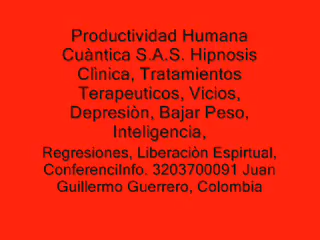 Productividad Humana
Cuàntica S.A.S. Hipnosis
Clìnica, Tratamientos
Terapeuticos, Vicios,
Depresiòn, Bajar Peso,
Inteligencia,
Regresiones, Liberaciòn Espirtual,
ConferenciInfo. 3203700091 Juan
Guillermo Guerrero, Colombia